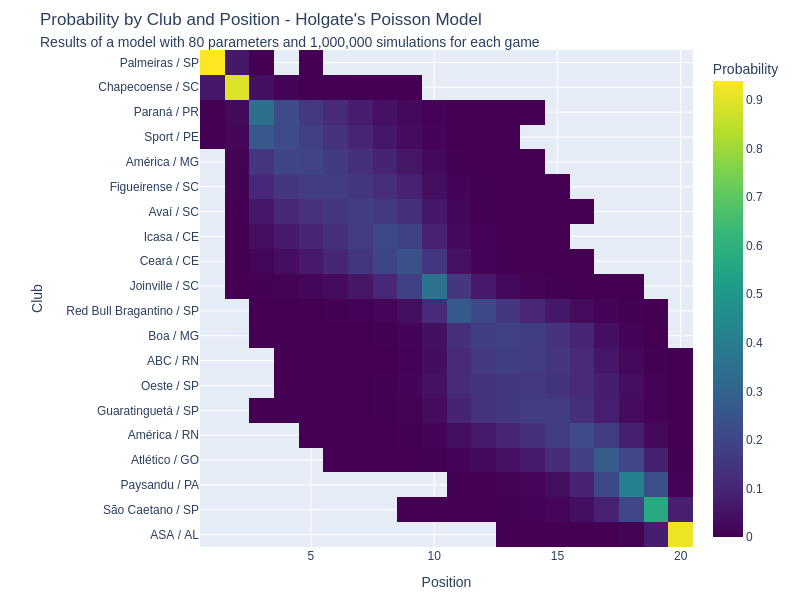 Probability by Club and Position - Holgate's Poisson Model
Results of a model with 80 parameters and 1,000,000 simulations for each game
Probability
Palmeiras / SP
Chapecoense / SC
Paraná / PR
Sport / PE
América / MG
Figueirense / SC
Avaí / SC
Icasa / CE
Ceará / CE
Joinville / SC
Red Bull Bragantino / SP
Boa / MG
ABC / RN
Oeste / SP
Guaratinguetá / SP
América / RN
Atlético / GO
Paysandu / PA
São Caetano / SP
ASA / AL
Club
5
10
15
20
Position
0.9
0.8
0.7
0.6
0.5
0.4
0.3
0.2
0.1
0